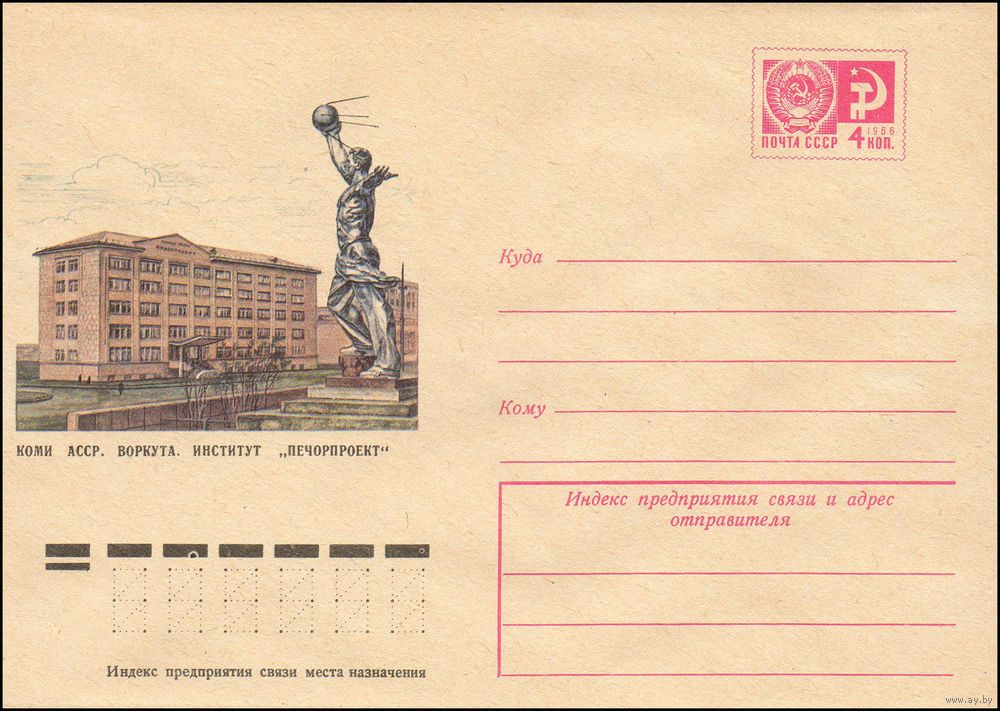 ПОЧТА СССР
1966
4 КОП.
Куда
Кому
КОМИ АССР. ВОРКУТА. ИНСТИТУТ „ПЕЧОРПРОЕКТ“
Индекс предприятия связи и адрес
отправителя
Индекс предприятия связи места назначения
www.ay.by